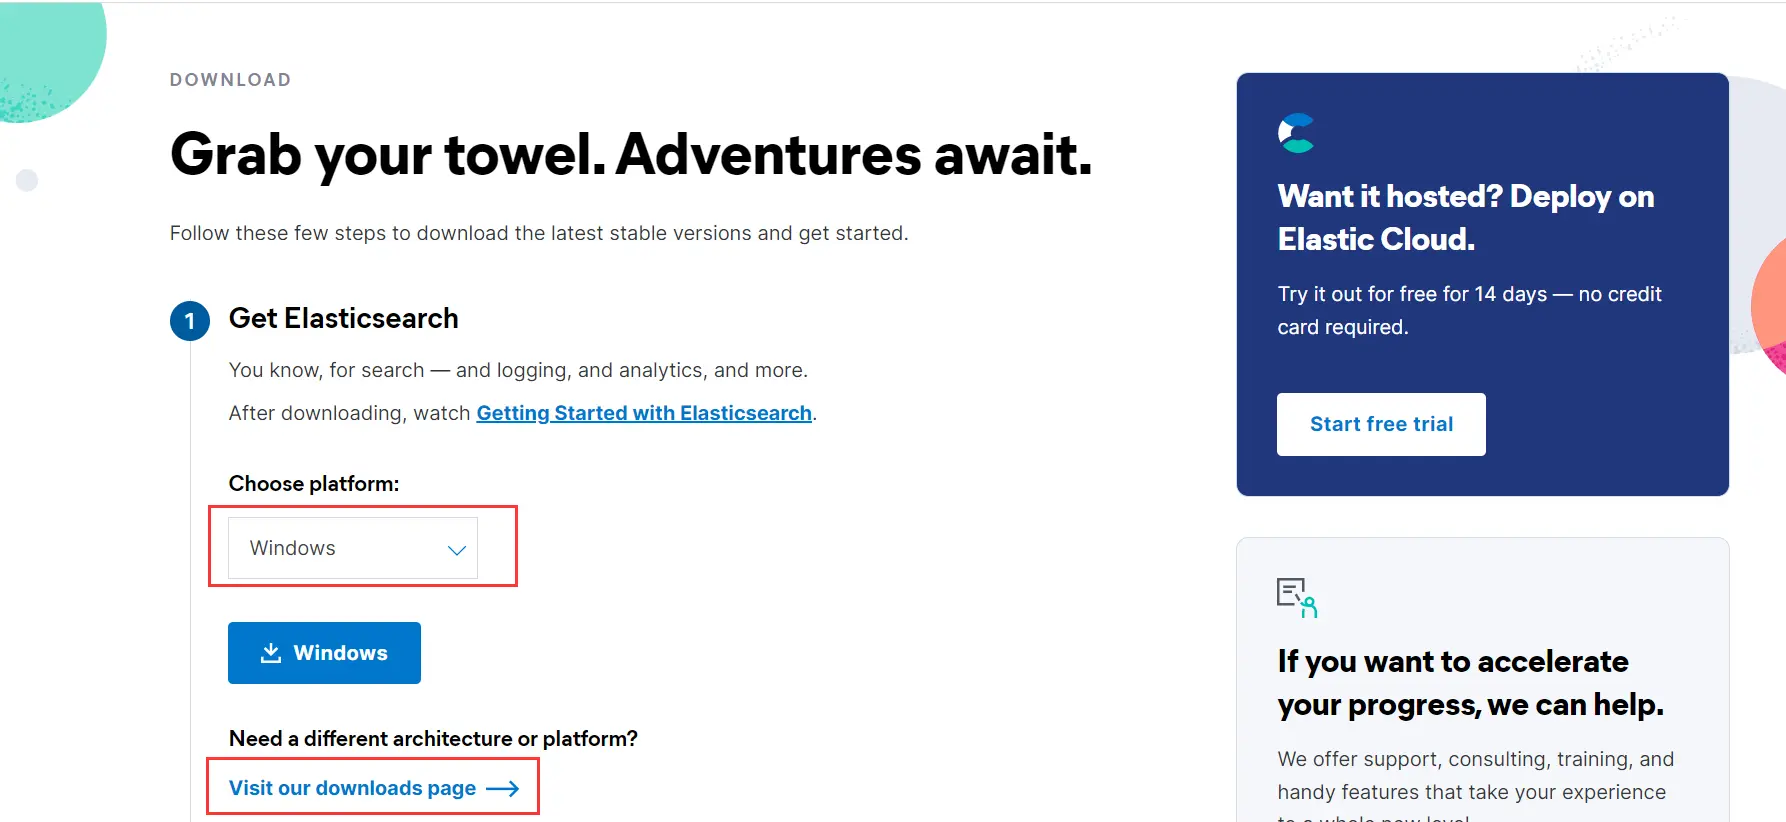 DOWNLOAD
Grab your towel. Adventures await.
Follow these few steps to download the latest stable versions and get started.
1 Get Elasticsearch
You know, for search — and logging, and analytics, and more.
After downloading, watch Getting Started with Elasticsearch.
Choose platform:
Windows
Windows
Need a different architecture or platform?
Visit our downloads page
Want it hosted? Deploy on
Elastic Cloud.
Try it out for free for 14 days — no credit
card required.
Start free trial
If you want to accelerate
your progress, we can help.
We offer support, consulting, training, and
handy features that take your experience
to a whole new level